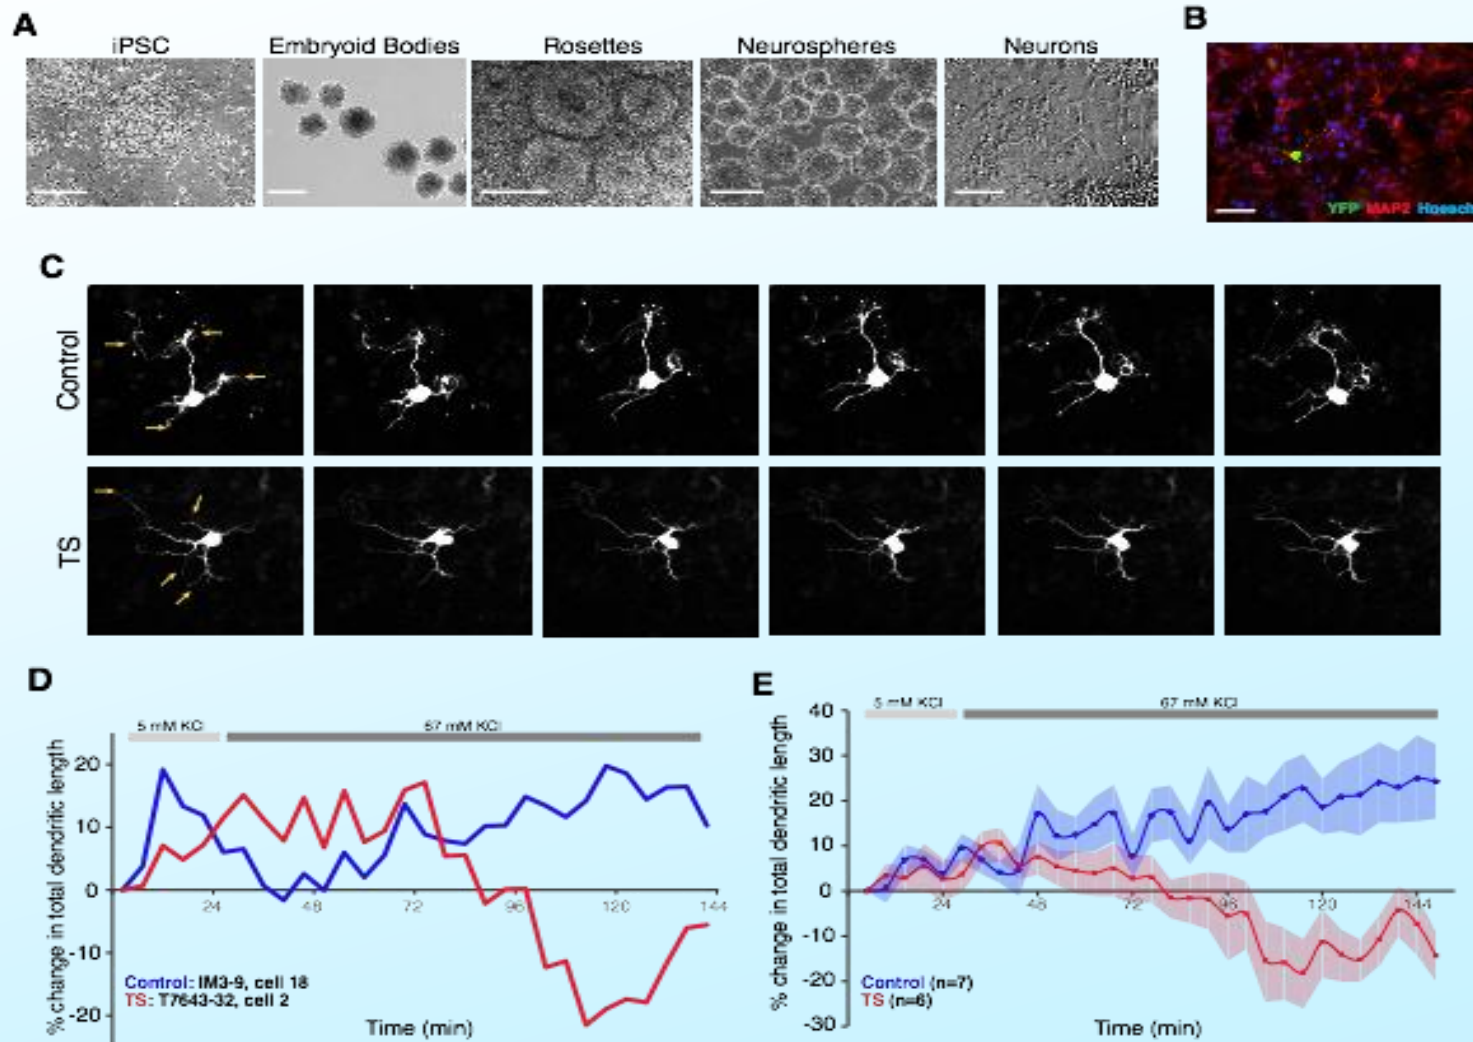 A
iPSC
Embryoid Bodies
Rosettes
Neurospheres
Neurons
B
YFP MAP2 Hoesch
C
Control
TS
D
5 mM KCl
67 mM KCl
% change in total dendritic length
20
10
0
-10
-20
24
48
72
96
120
144
Control: IM3-9, cell 18
TS: T7643-32, cell 2
Time (min)
E
5 mM KCl
67 mM KCl
% change in total dendritic length
40
30
20
10
0
-10
-20
-30
24
48
72
96
120
144
Control (n=7)
TS (n=6)
Time (min)